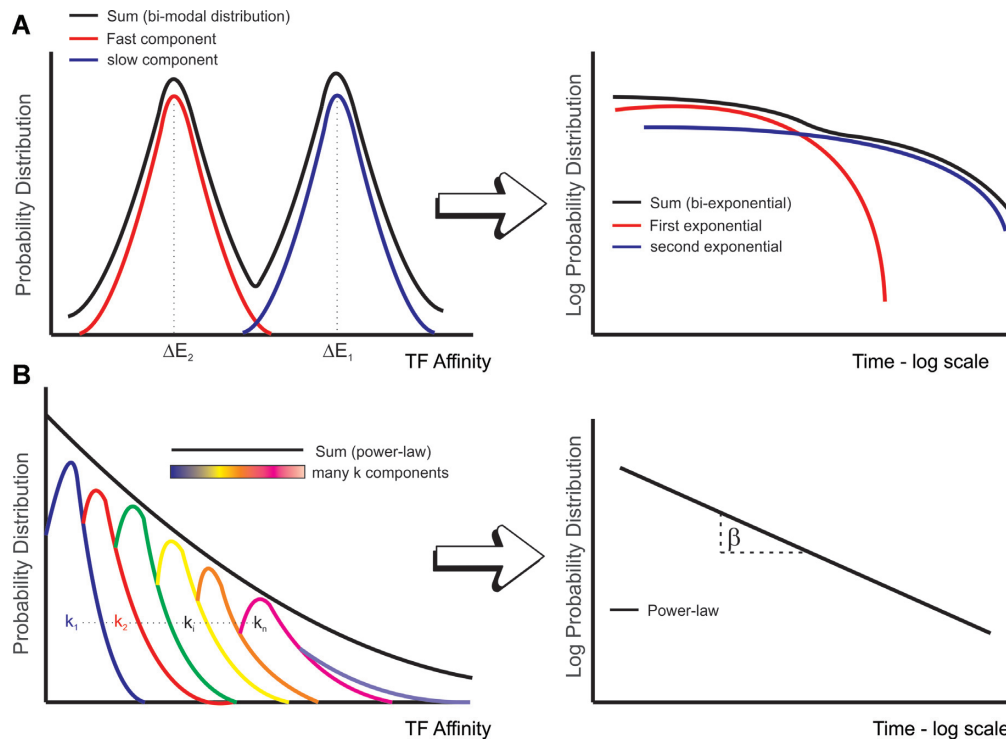 A
Sum (bi-modal distribution)
Fast component
slow component
Probability Distribution
ΔE2
ΔE1
TF Affinity
Log Probability Distribution
Sum (bi-exponential)
First exponential
second exponential
Time - log scale
B
Probability Distribution
Sum (power-law)
many k components
k1
k2
ki
kn
TF Affinity
Log Probability Distribution
β
Power-law
Time - log scale